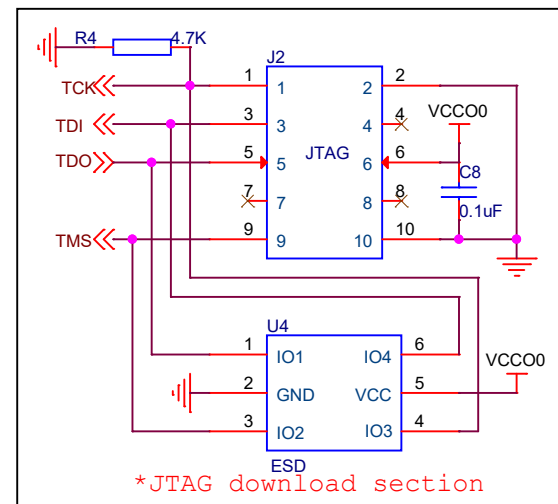 R4 4.7K
J2
TCK 1 1 2 2
VCCO0
TDI 3 3 4 4
TDO 5 5 JTAG 6 6
C8
7 7 8 8
0.1uF
TMS 9 9 10 10
U4
1 IO1 IO4 6
VCCO0
2 GND VCC 5
3 IO2 IO3 4
ESD
*JTAG download section